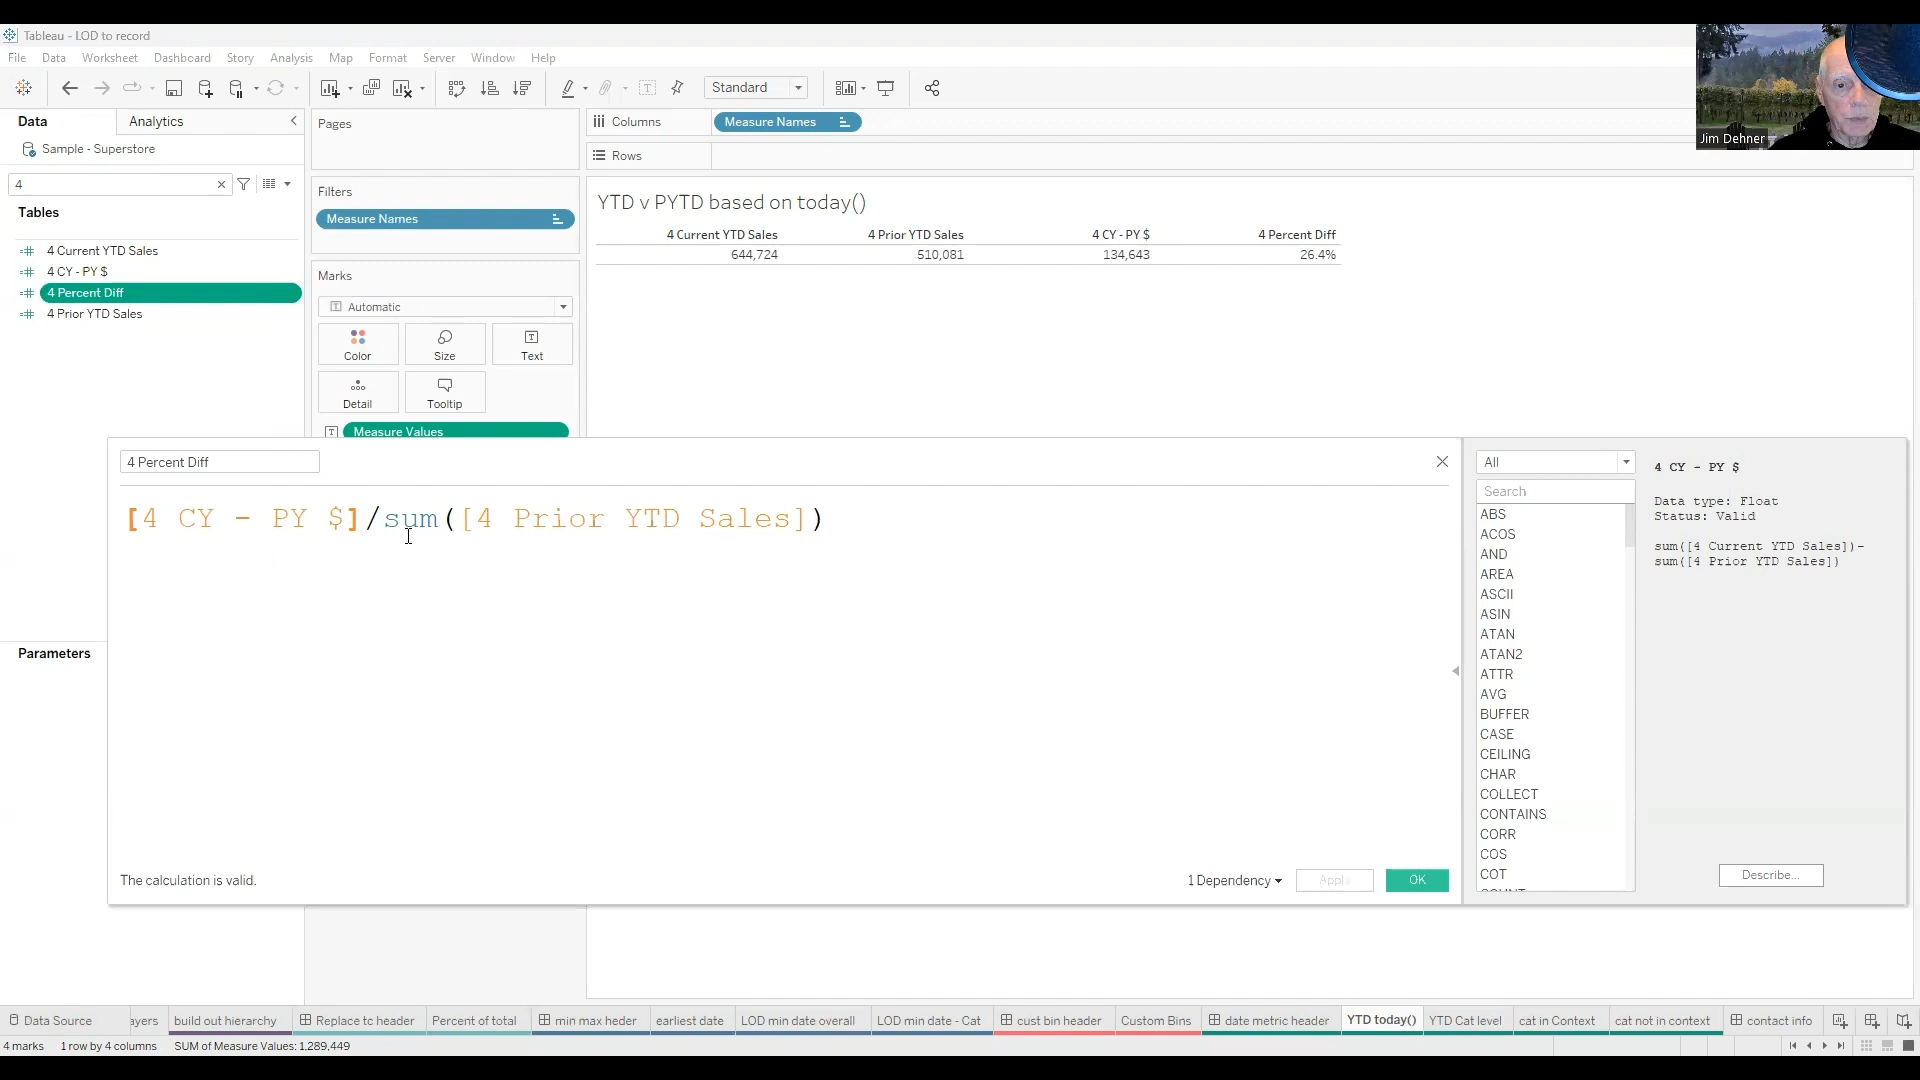 Tableau - LOD to record
File Data Worksheet Dashboard Story Analysis Map Format Server Window Help
Standard
Data Analytics
Sample - Superstore
4
Tables
4 Current YTD Sales
4 CY - PY $
4 Percent Diff
4 Prior YTD Sales
Parameters
Pages
Filters
Measure Names
Marks
Automatic
Color Size Text
Detail Tooltip
Measure Values
Columns Measure Names
Rows
YTD v PYTD based on today()
4 Current YTD Sales 4 Prior YTD Sales 4 CY - PY $ 4 Percent Diff
644,724 510,081 134,643 26.4%
Jim Dehner
4 Percent Diff
[4 CY - PY $]/sum([4 Prior YTD Sales])
The calculation is valid.
1 Dependency Apply OK
All
Search
ABS
ACOS
AND
AREA
ASCII
ASIN
ATAN
ATAN2
ATTR
AVG
BUFFER
CASE
CEILING
CHAR
COLLECT
CONTAINS
CORR
COS
COT
COUNT
4 CY - PY $
Data type: Float
Status: Valid
sum([4 Current YTD Sales])-
sum([4 Prior YTD Sales])
Describe...
Data Source ayers build out hierarchy Replace tc header Percent of total min max heder earliest date LOD min date overall LOD min date - Cat cust bin header Custom Bins date metric header YTD today() YTD Cat level cat in Context cat not in context contact info
4 marks 1 row by 4 columns SUM of Measure Values: 1,289,449